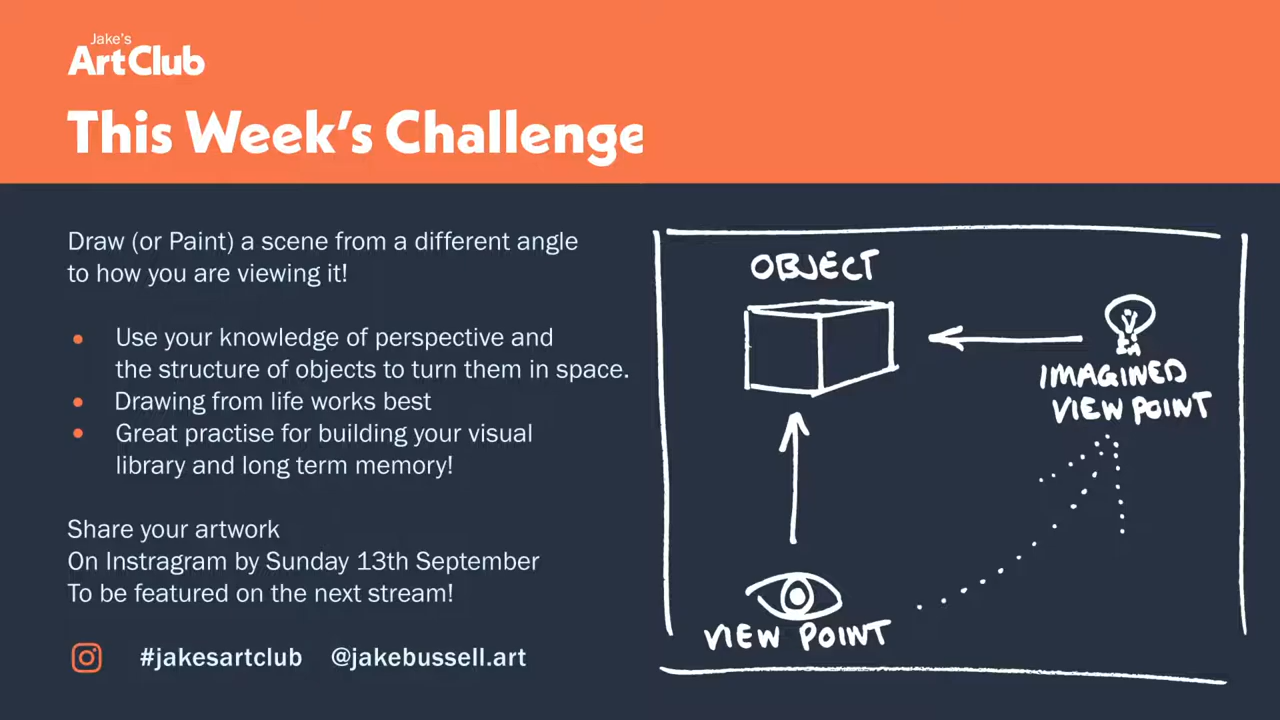 Jake's
ArtClub
This Week's Challenge
Draw (or Paint) a scene from a different angle
to how you are viewing it!
• Use your knowledge of perspective and
the structure of objects to turn them in space.
• Drawing from life works best
• Great practise for building your visual
library and long term memory!
Share your artwork
On Instragram by Sunday 13th September
To be featured on the next stream!
#jakesartclub @jakebussell.art
OBJECT
IMAGINED
VIEW POINT
VIEW POINT